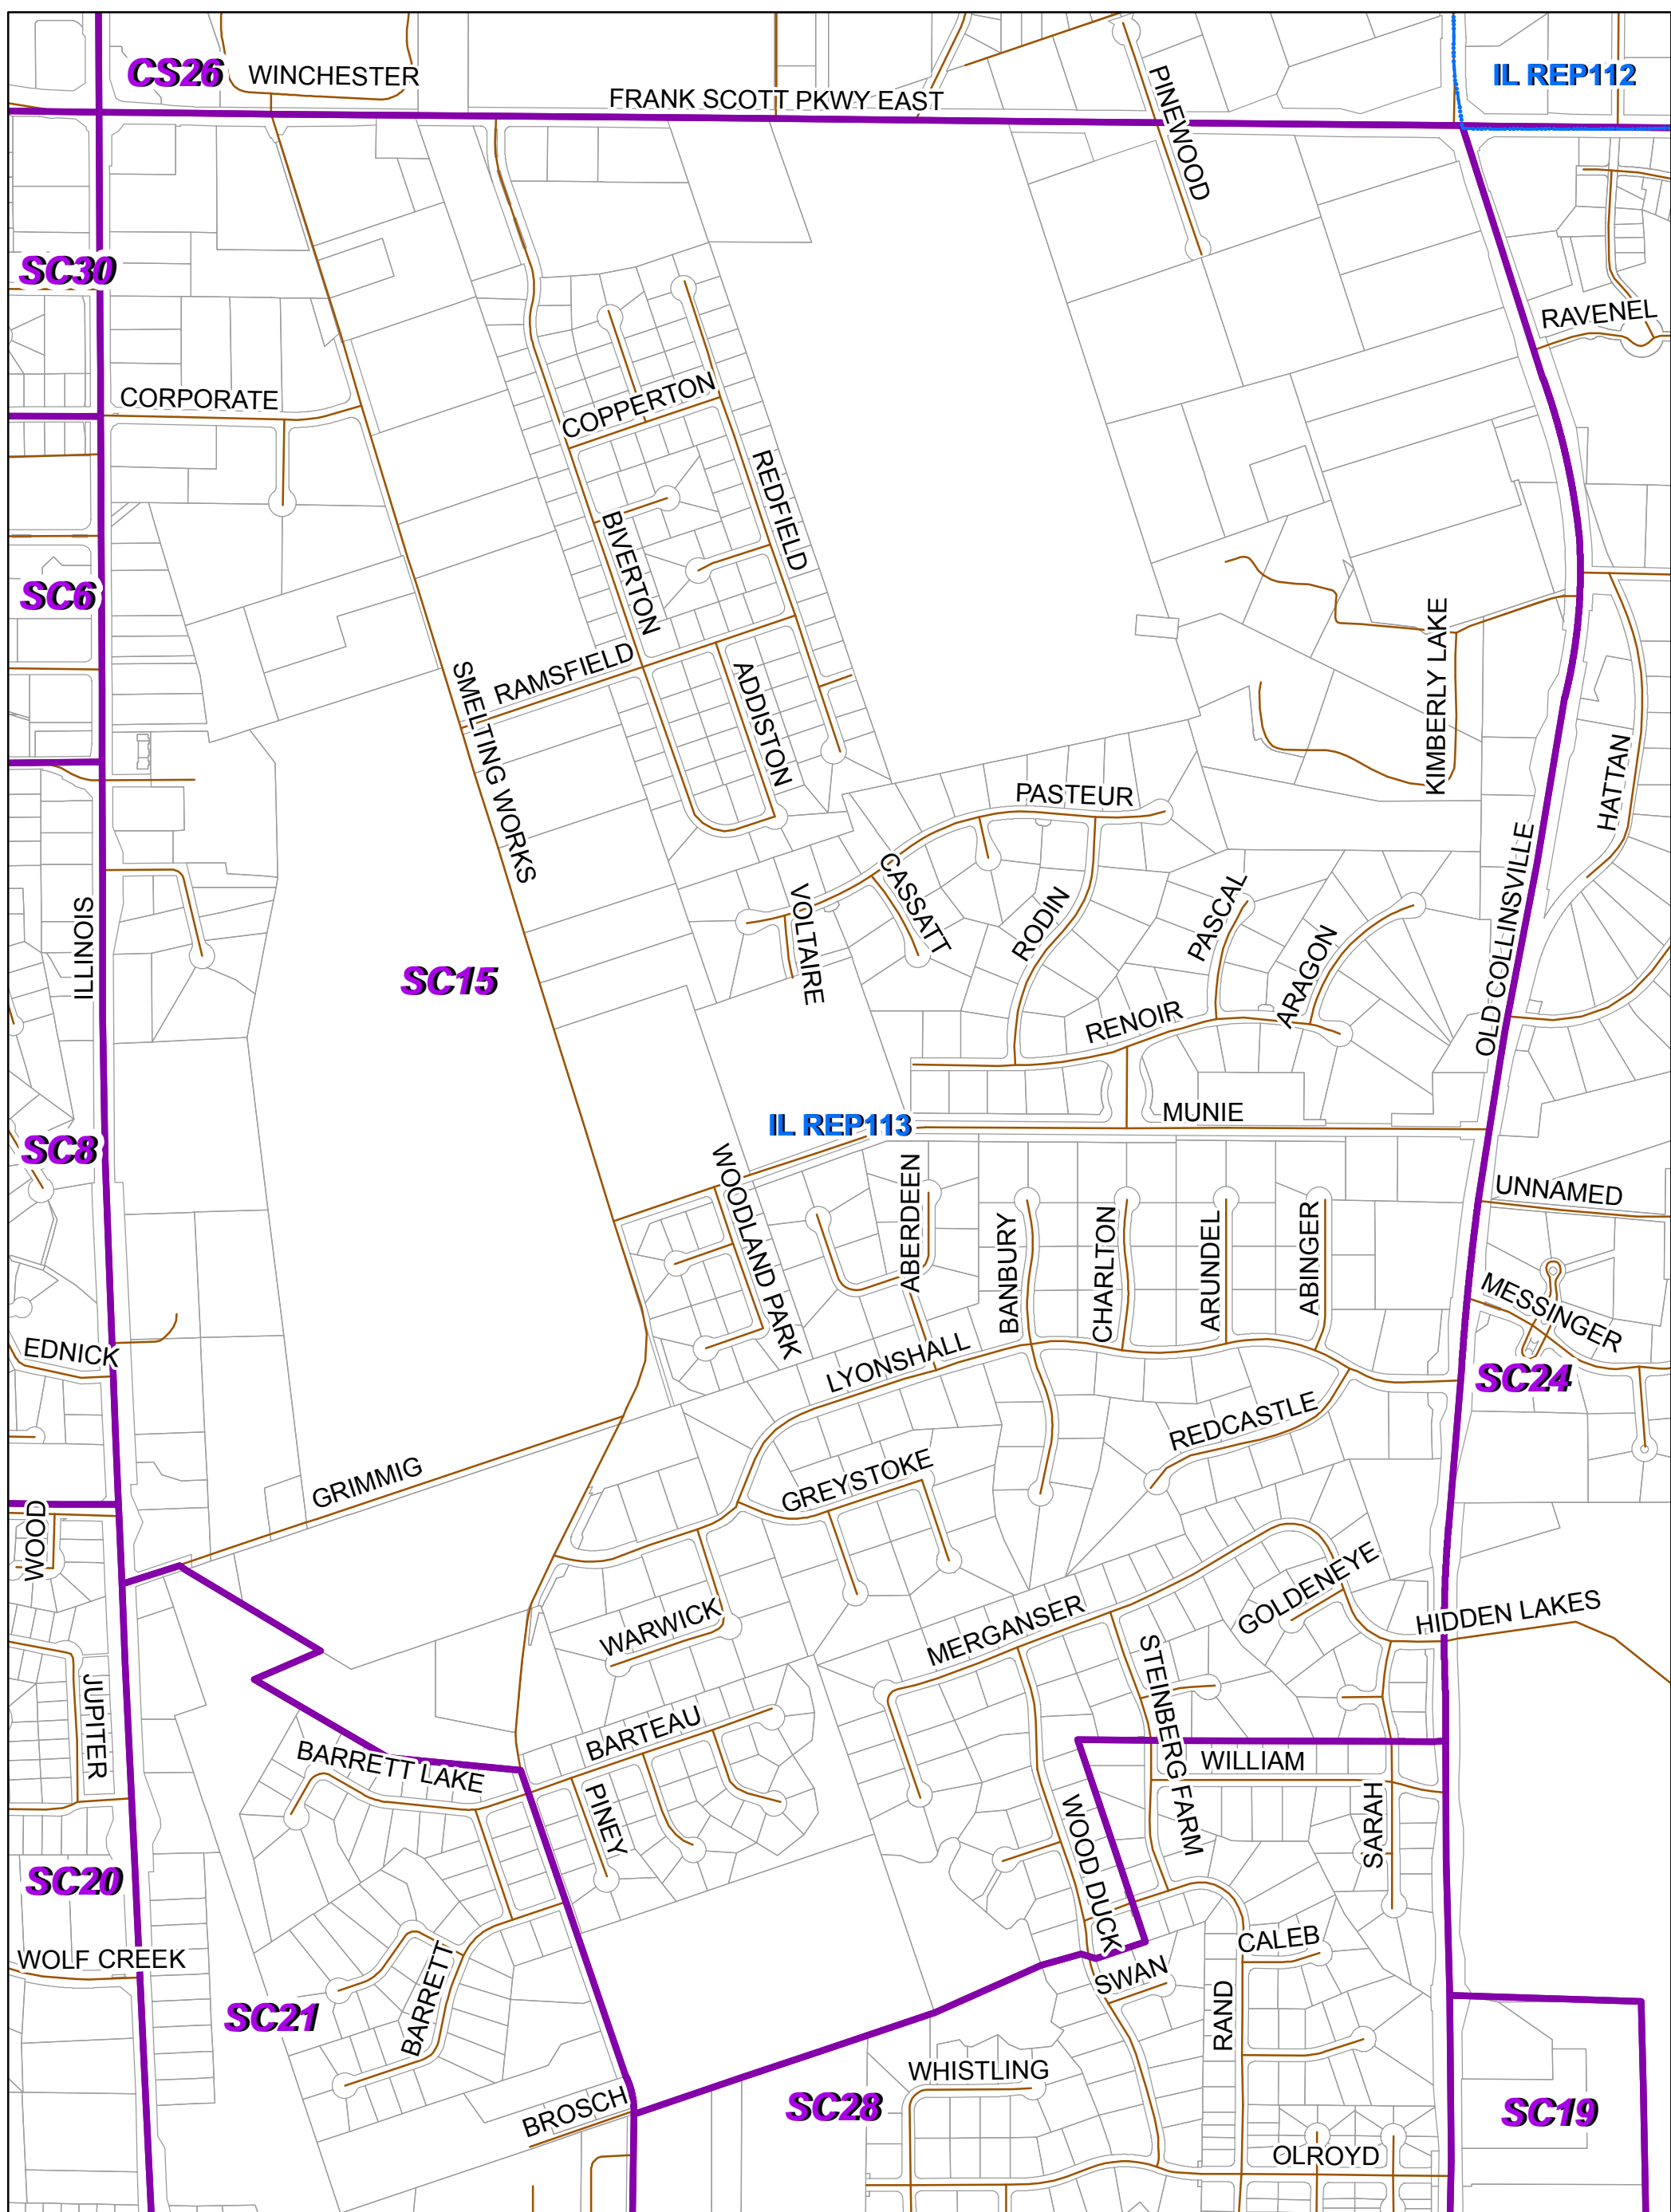 CS26
WINCHESTER
FRANK SCOTT PKWY EAST
PINEWOOD
IL REP112
SC30
RAVENEL
CORPORATE
COPPERTON
REDFIELD
BIVERTON
SC6
RAMSFIELD
ADDISTON
SMELTING WORKS
KIMBERLY LAKE
HATTAN
PASTEUR
CASSATT
VOLTAIRE
RODIN
PASCAL
ARAGON
RENOIR
OLD COLLINSVILLE
ILLINOIS
SC15
MUNIE
IL REP113
SC8
WOODLAND PARK
ABERDEEN
BANBURY
CHARLTON
ARUNDEL
ABINGER
UNNAMED
MESSINGER
EDNICK
LYONSHALL
SC24
REDCASTLE
GREYSTOKE
GRIMMIG
WOOD
GOLDENEYE
HIDDEN LAKES
WARWICK
MERGANSER
STEINBERG FARM
JUPITER
BARTEAU
BARRETT LAKE
WILLIAM
PINEY
WOOD DUCK
SARAH
SC20
WOLF CREEK
CALEB
SWAN
BARRETT
RAND
SC21
WHISTLING
BROSCH
SC28
SC19
OLROYD